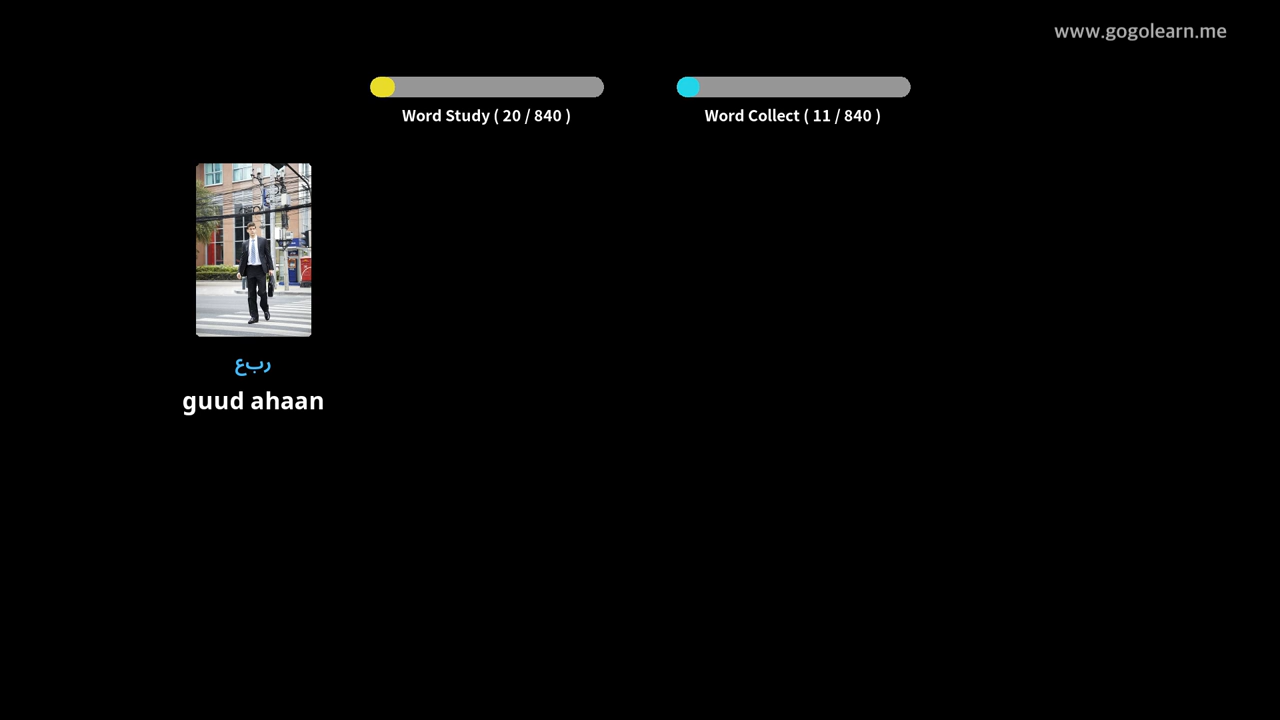 www.gogolearn.me
Word Study ( 20 / 840 )
Word Collect ( 11 / 840 )
ربع
guud ahaan